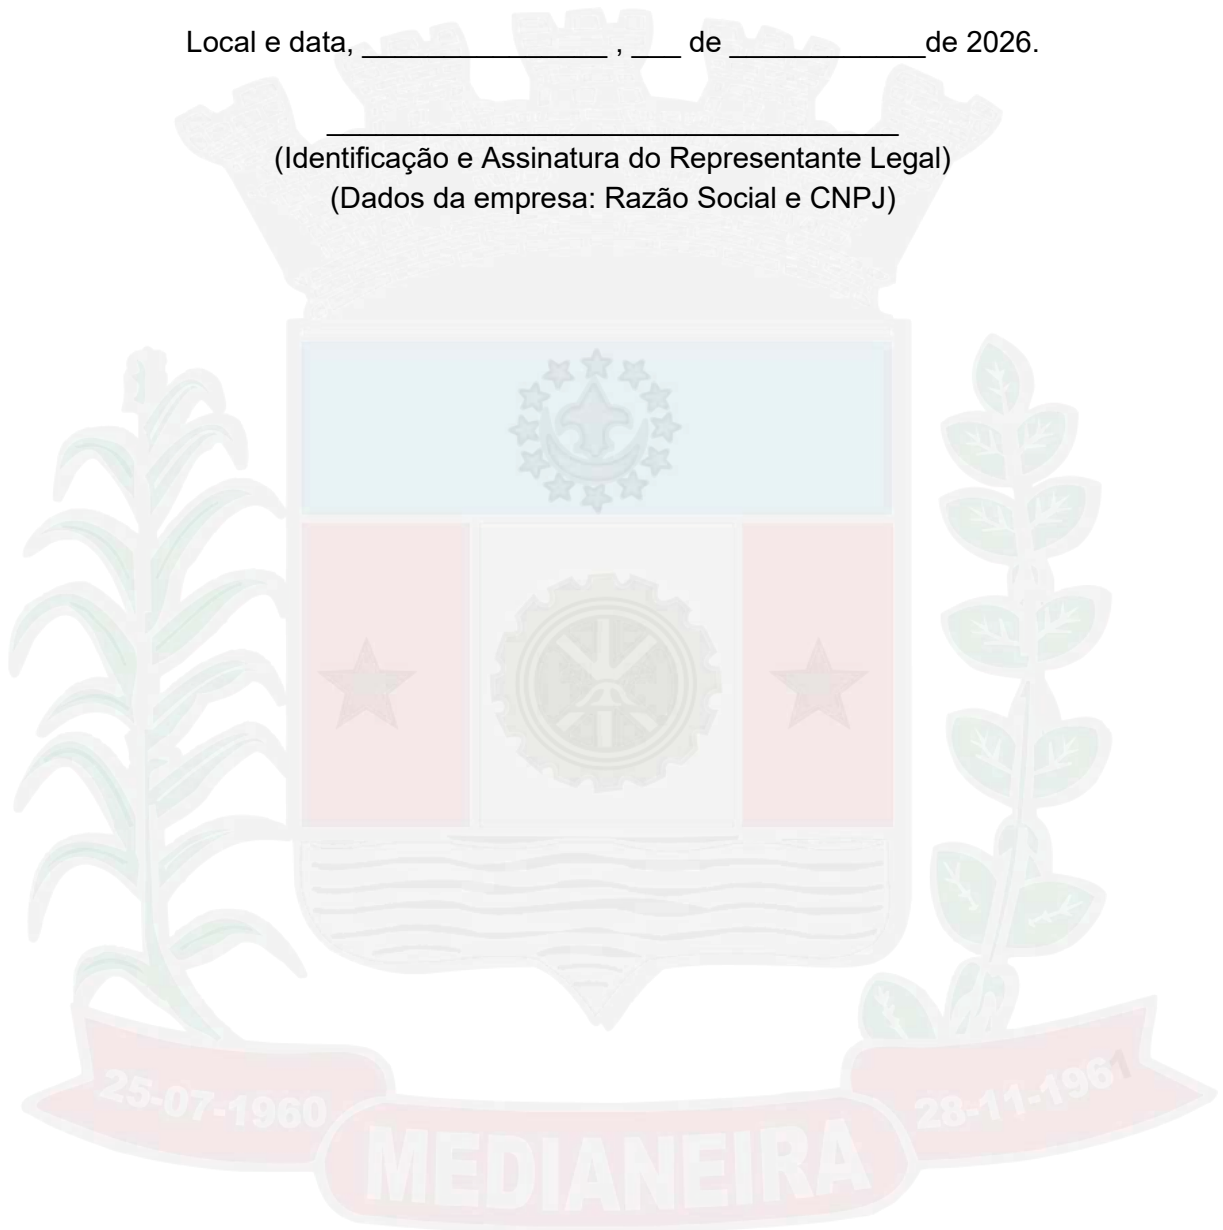 Local e data, _______________ , ___ de ____________de 2026.
___________________________________
(Identificação e Assinatura do Representante Legal)
(Dados da empresa: Razão Social e CNPJ)
25-07-1960
28-11-1961
MEDIANEIRA